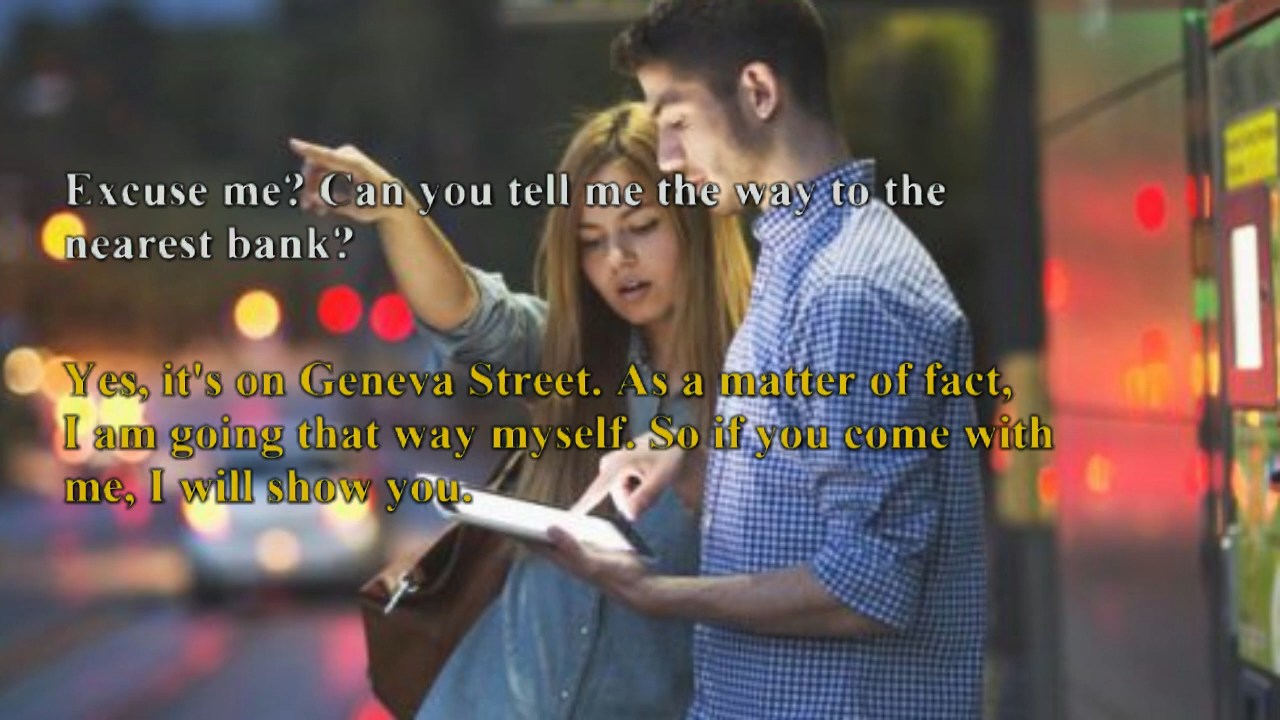 Excuse me? Can you tell me the way to the
nearest bank?
Yes, it's on Geneva Street. As a matter of fact,
I am going that way myself. So if you come with
me, I will show you.